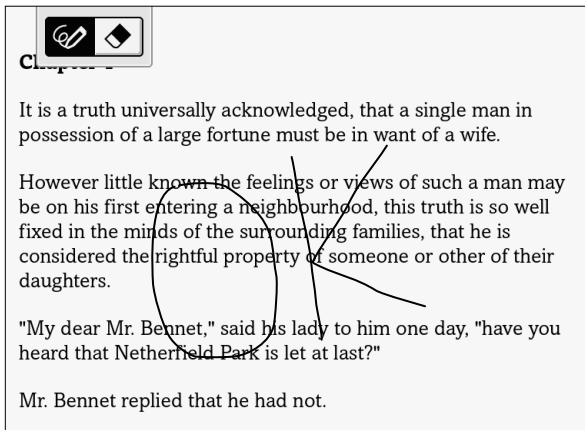 Chapter 1
It is a truth universally acknowledged, that a single man in
possession of a large fortune must be in want of a wife.
However little known the feelings or views of such a man may
be on his first entering a neighbourhood, this truth is so well
fixed in the minds of the surrounding families, that he is
considered the rightful property of someone or other of their
daughters.
OK
"My dear Mr. Bennet," said his lady to him one day, "have you
heard that Netherfield Park is let at last?"
Mr. Bennet replied that he had not.